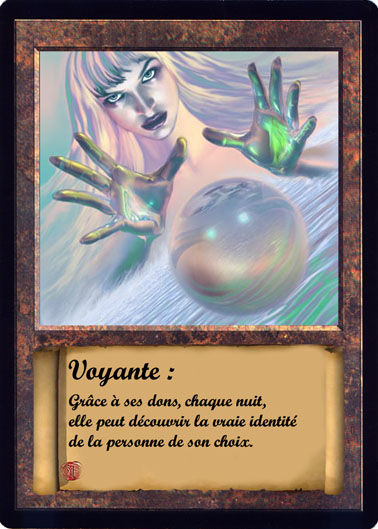 Voyante :
Grâce à ses dons, chaque nuit,
elle peut découvrir la vraie identité
de la personne de son choix.